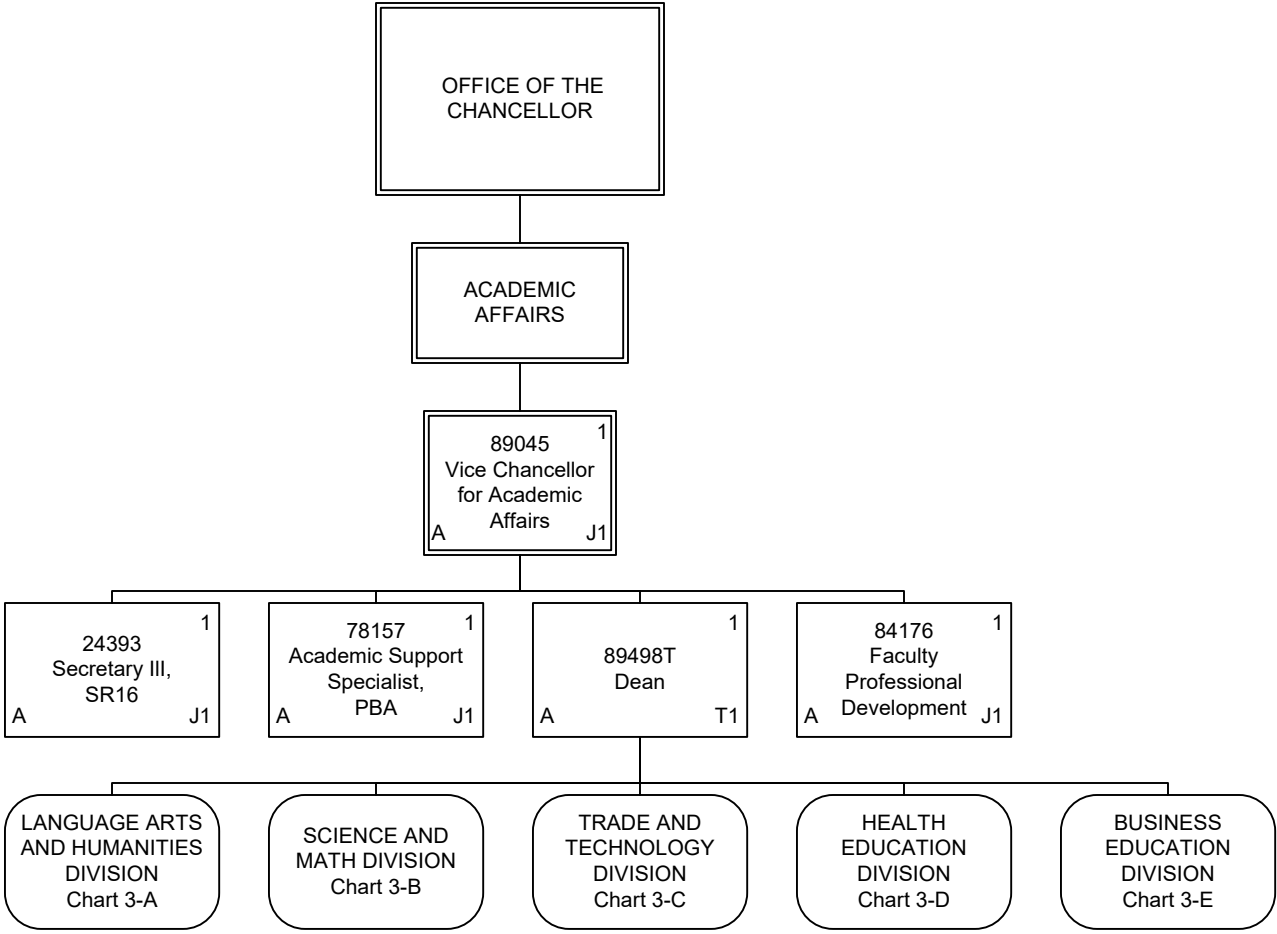 OFFICE OF THE
CHANCELLOR
ACADEMIC
AFFAIRS
1
89045
Vice Chancellor
for Academic
Affairs
A
J1
1
24393
Secretary III,
SR16
A
J1
1
78157
Academic Support
Specialist,
PBA
A
J1
1
89498T
Dean
A
T1
1
84176
Faculty
Professional
Development
A
J1
LANGUAGE ARTS
AND HUMANITIES
DIVISION
Chart 3-A
SCIENCE AND
MATH DIVISION
Chart 3-B
TRADE AND
TECHNOLOGY
DIVISION
Chart 3-C
HEALTH
EDUCATION
DIVISION
Chart 3-D
BUSINESS
EDUCATION
DIVISION
Chart 3-E